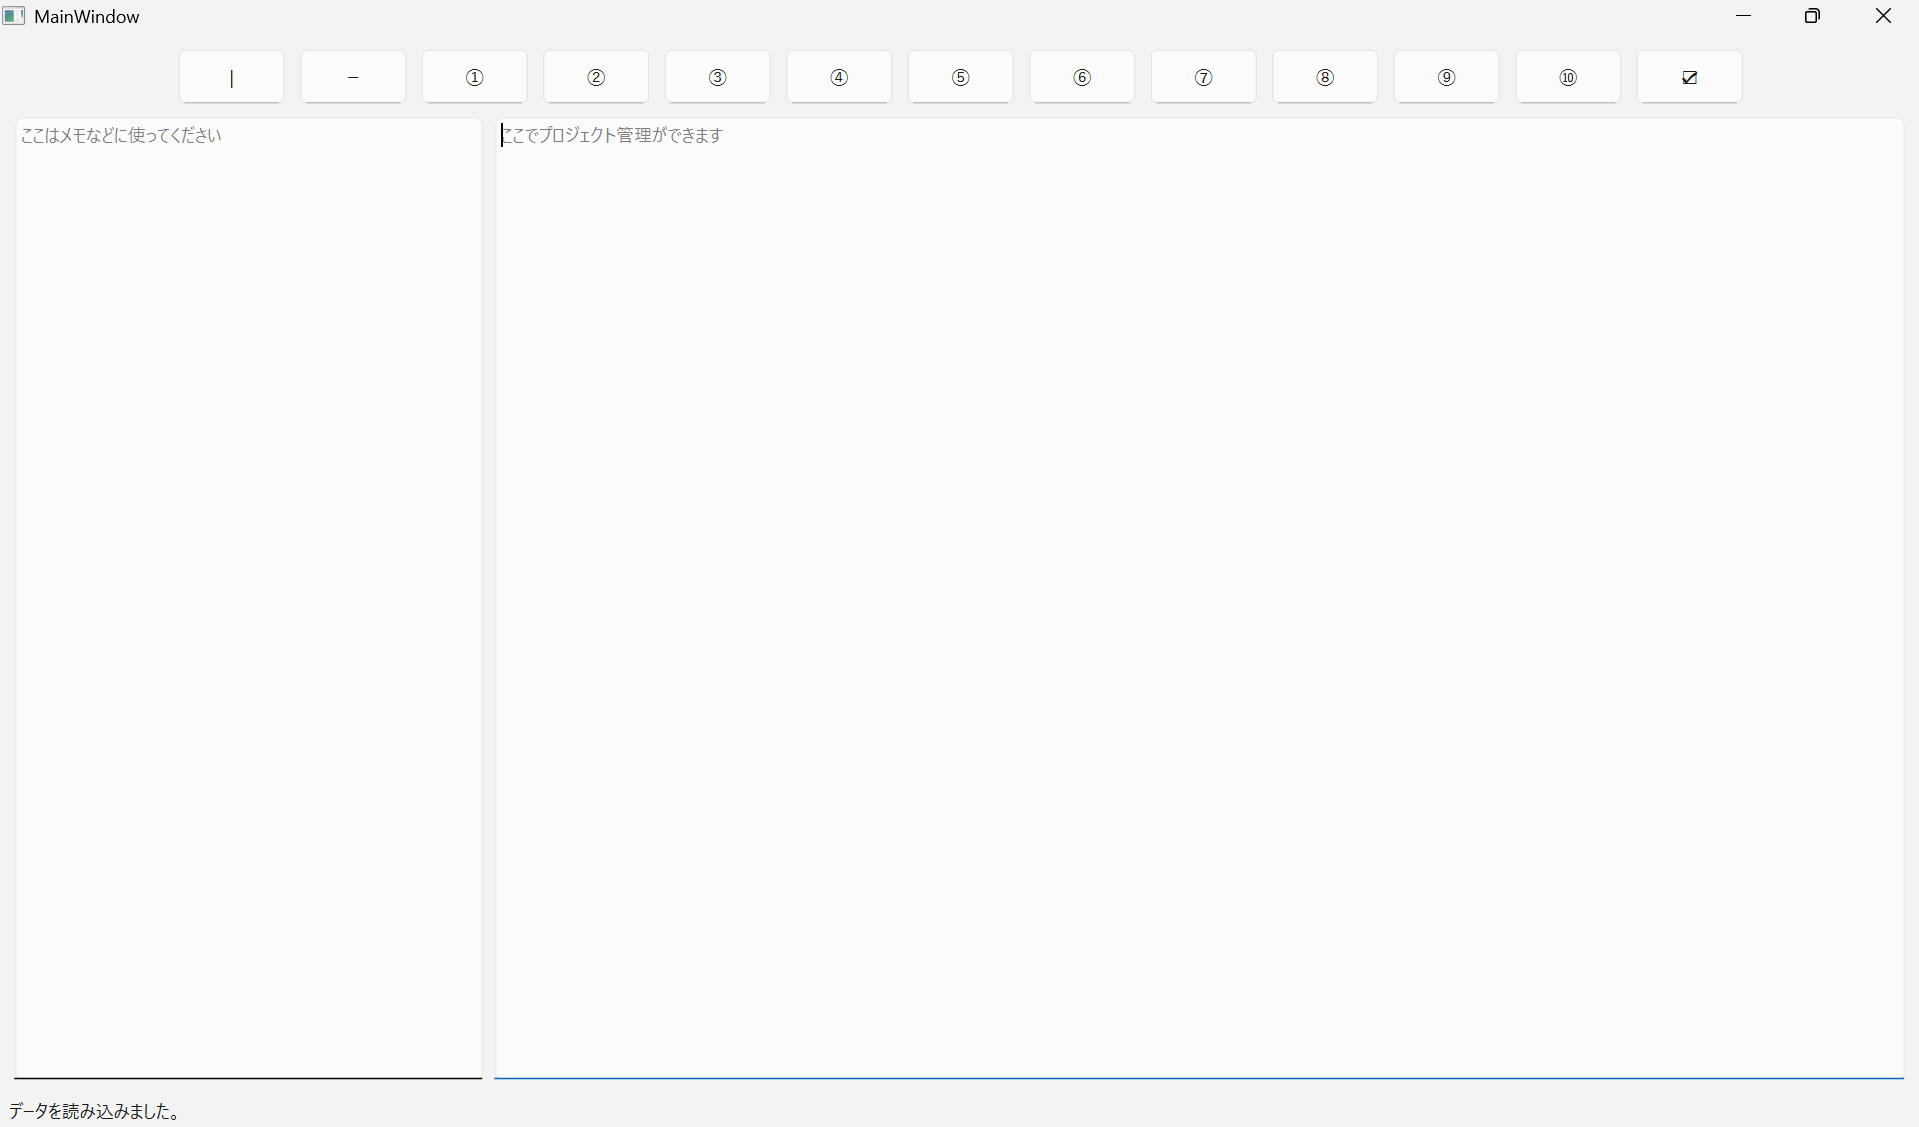 MainWindow
| − ① ② ③ ④ ⑤ ⑥ ⑦ ⑧ ⑨ ⑩ ☑
ここはメモなどに使ってください
ここでプロジェクト管理ができます
データを読み込みました。